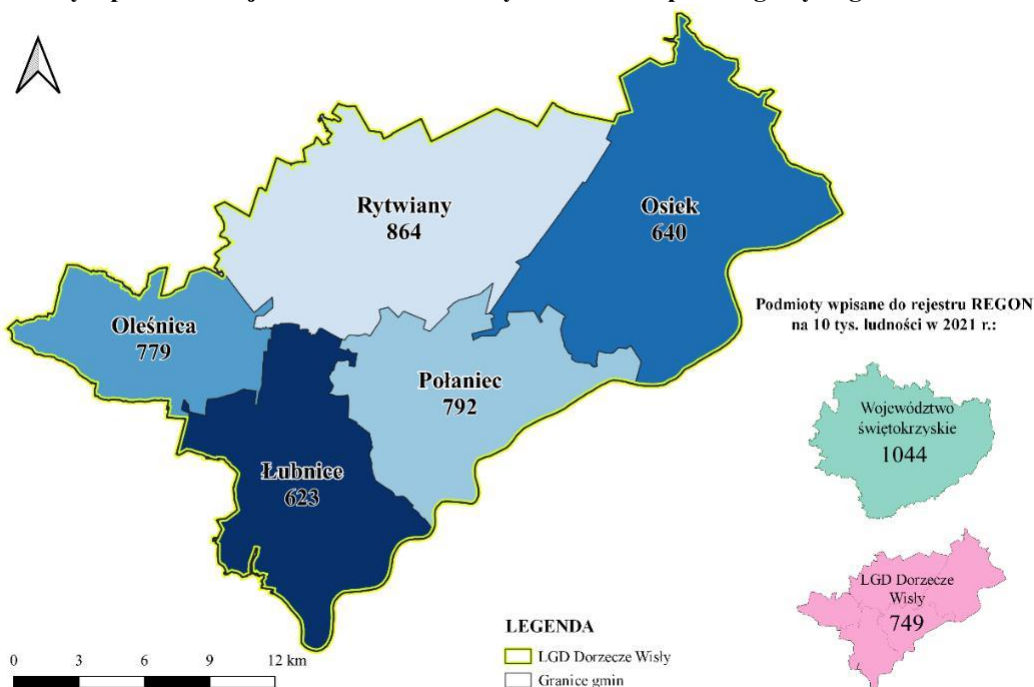 Rytwiany
864
Osiek
640
Oleśnica
779
Połaniec
792
Łubnice
623
Podmioty wpisane do rejestru REGON
na 10 tys. ludności w 2021 r.:
Województwo
świętokrzyskie
1044
LGD Dorzecze
Wisły
749
LEGENDA
LGD Dorzecze Wisły
Granice gmin
0 3 6 9 12 km